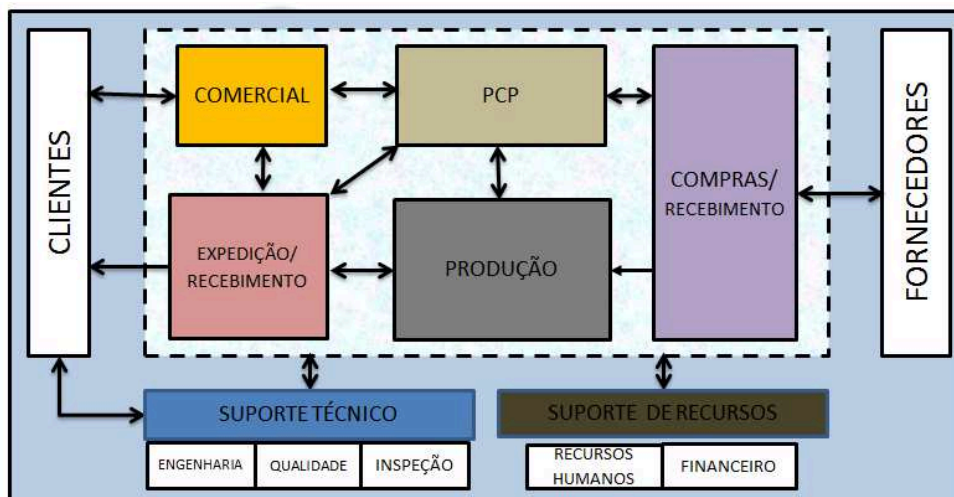 CLIENTES
COMERCIAL
PCP
COMPRAS/
RECEBIMENTO
EXPEDIÇÃO/
RECEBIMENTO
PRODUÇÃO
FORNECEDORES
SUPORTE TÉCNICO
ENGENHARIA
QUALIDADE
INSPEÇÃO
SUPORTE DE RECURSOS
RECURSOS
HUMANOS
FINANCEIRO